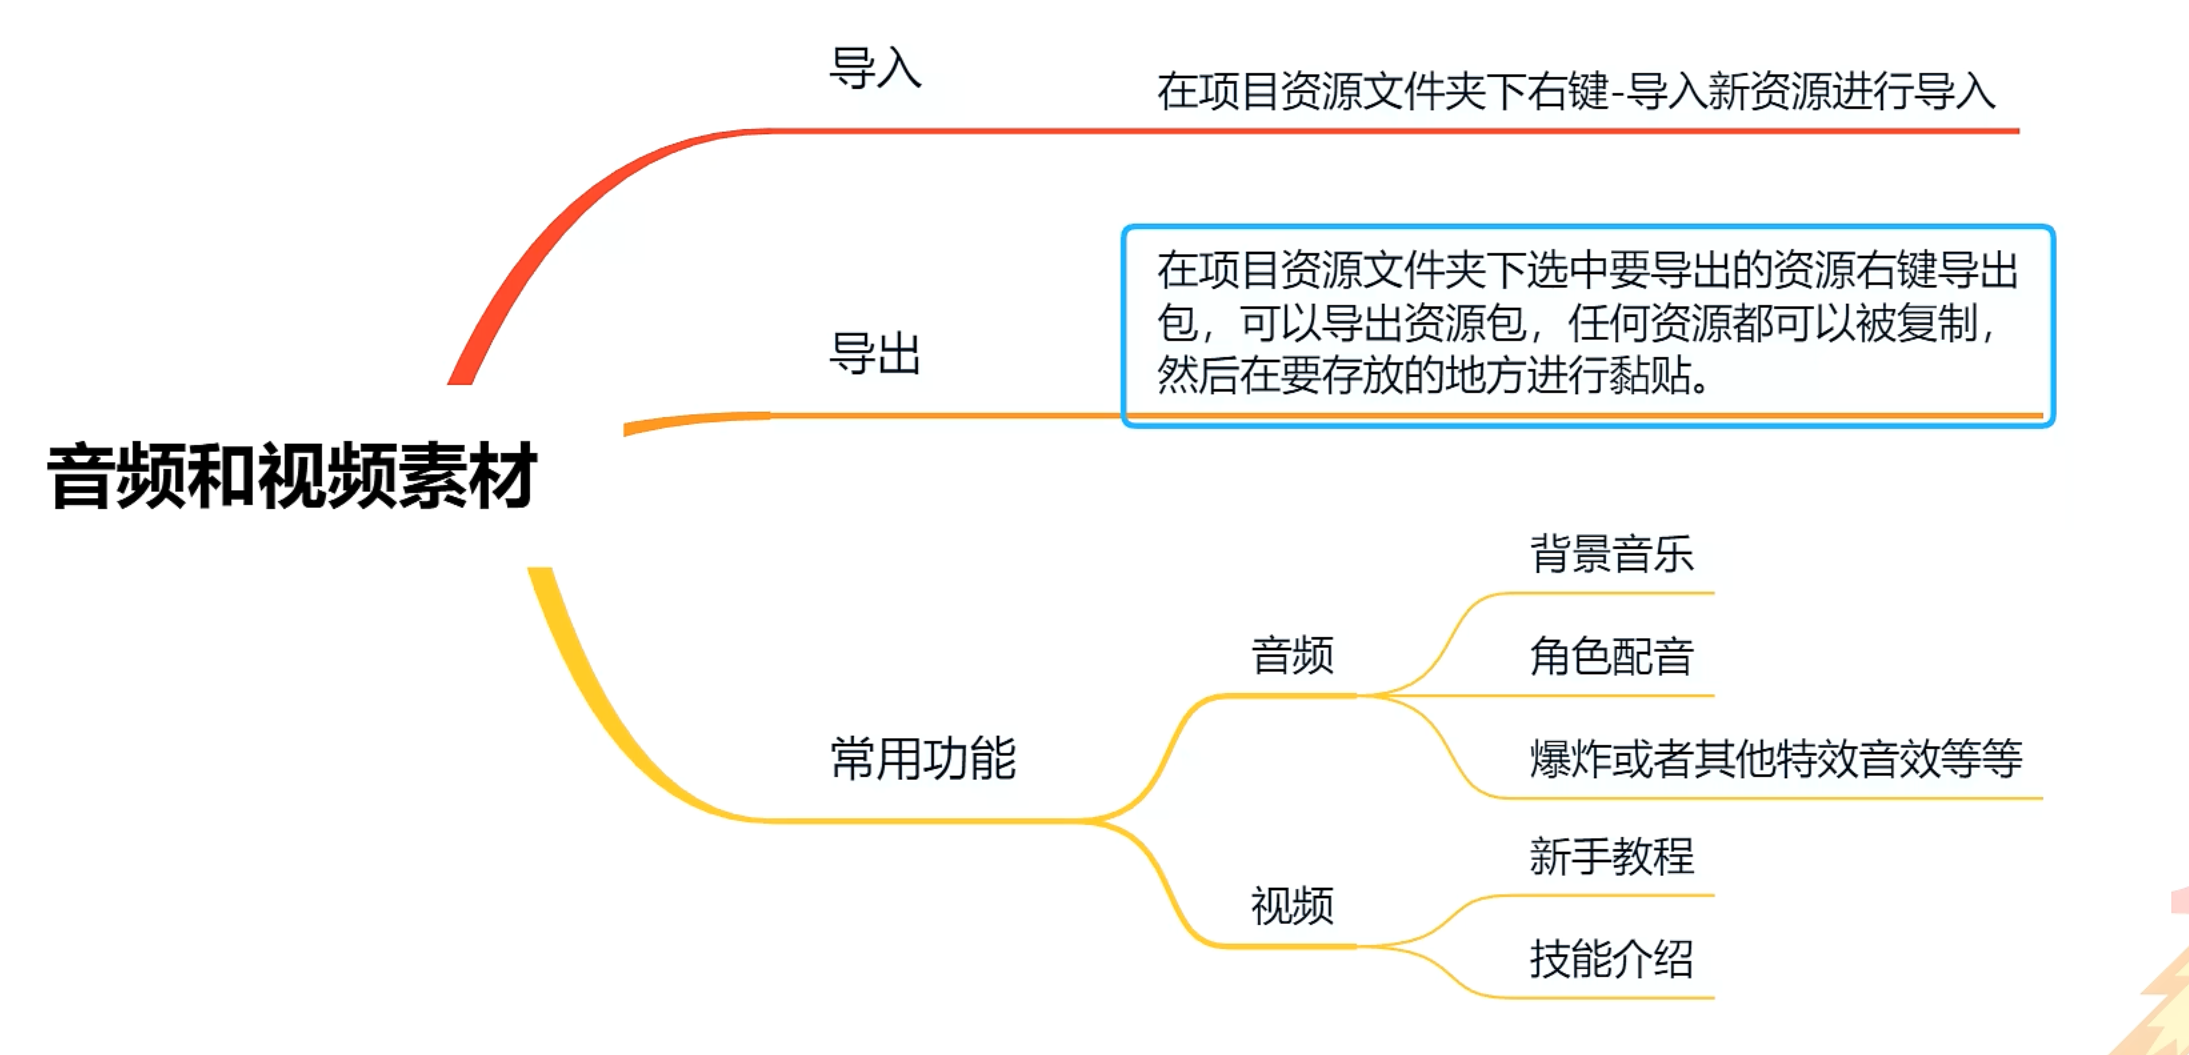 音频和视频素材
导入
在项目资源文件夹下右键-导入新资源进行导入
导出
在项目资源文件夹下选中要导出的资源右键导出
包，可以导出资源包，任何资源都可以被复制，
然后在要存放的地方进行黏贴。
常用功能
音频
背景音乐
角色配音
爆炸或者其他特效音效等等
视频
新手教程
技能介绍